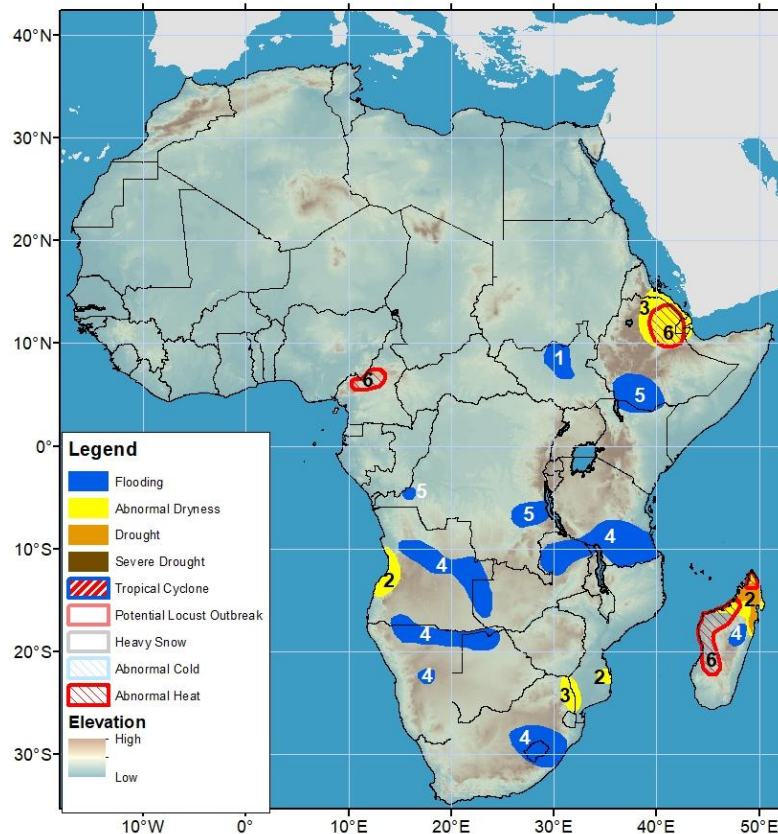 40°N
30°N
20°N
10°N
0°
10°S
20°S
30°S
3
6
1
5
6
5
5
4
4
2
4
4
2
4
6
2
3
4
Legend
Flooding
Abnormal Dryness
Drought
Severe Drought
Tropical Cyclone
Potential Locust Outbreak
Heavy Snow
Abnormal Cold
Abnormal Heat
Elevation
High
Low
10°W 0° 10°E 20°E 30°E 40°E 50°E